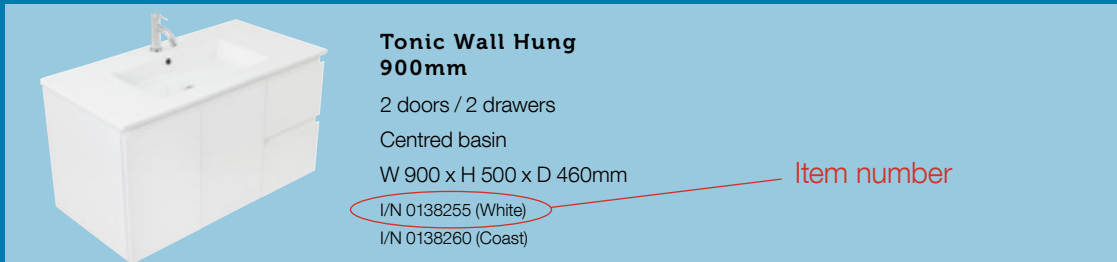 Tonic Wall Hung
900mm
2 doors / 2 drawers
Centred basin
W 900 x H 500 x D 460mm
I/N 0138255 (White)
I/N 0138260 (Coast)
Item number